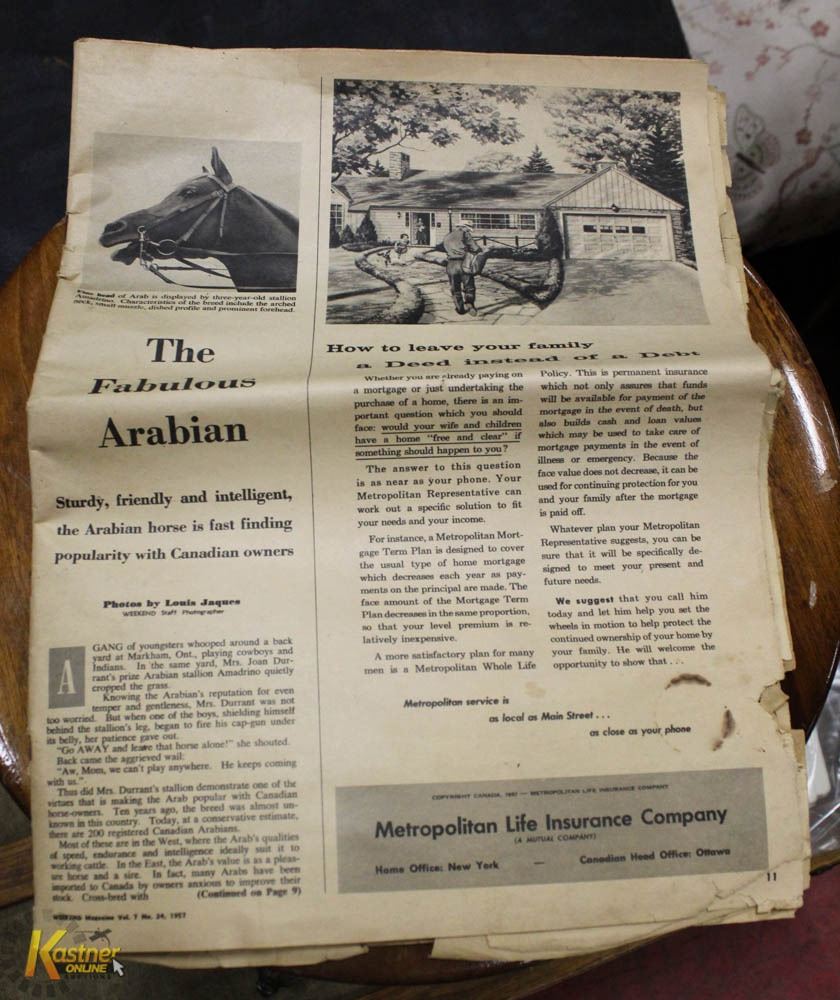 head of Arab is displayed by three-year-old stallion
Amadrino. Characteristics of the breed include the arched
neck, small muzzle, dished profile and prominent forehead.
The
Fabulous
Arabian
Sturdy, friendly and intelligent,
the Arabian horse is fast finding
popularity with Canadian owners
Photos by Louis Jaques
WEEKEND Staff Photographer
A GANG of youngsters whooped around a back
yard at Markham, Ont., playing cowboys and
Indians. In the same yard, Mrs. Joan Dur-
rant's prize Arabian stallion Amadrino quietly
cropped the grass.
Knowing the Arabian's reputation for even
temper and gentleness, Mrs. Durrant was not
too worried. But when one of the boys, shielding himself
behind the stallion's leg, began to fire his cap-gun under
its belly, her patience gave out.
"Go AWAY and leave that horse alone!" she shouted.
Back came the aggrieved wail:
"Aw, Mom, we can't play anywhere. He keeps coming
with us."
Thus did Mrs. Durrant's stallion demonstrate one of the
virtues that is making the Arab popular with Canadian
horse-owners. Ten years ago, the breed was almost un-
known in this country. Today, at a conservative estimate,
there are 200 registered Canadian Arabians.
Most of these are in the West, where the Arab's qualities
of speed, endurance and intelligence ideally suit it to
working cattle. In the East, the Arab's value is as a pleas-
ure horse and a sire. In fact, many Arabs have been
imported to Canada by owners anxious to improve their
stock. Cross-bred with (Continued on Page 9)
WEEKEND Magazine Vol. 7 No. 24, 1957
How to leave your family
a Deed instead of a Debt
Whether you are already paying on
a mortgage or just undertaking the
purchase of a home, there is an im-
portant question which you should
face: would your wife and children
have a home "free and clear" if
something should happen to you?
The answer to this question
is as near as your phone. Your
Metropolitan Representative can
work out a specific solution to fit
your needs and your income.
For instance, a Metropolitan Mort-
gage Term Plan is designed to cover
the usual type of home mortgage
which decreases each year as pay-
ments on the principal are made. The
face amount of the Mortgage Term
Plan decreases in the same proportion,
so that your level premium is re-
latively inexpensive.
A more satisfactory plan for many
men is a Metropolitan Whole Life
Policy. This is permanent insurance
which not only assures that funds
will be available for payment of the
mortgage in the event of death, but
also builds cash and loan values
which may be used to take care of
mortgage payments in the event of
illness or emergency. Because the
face value does not decrease, it can be
used for continuing protection for you
and your family after the mortgage
is paid off.
Whatever plan your Metropolitan
Representative suggests, you can be
sure that it will be specifically de-
signed to meet your present and
future needs.
We suggest that you call him
today and let him help you set the
wheels in motion to help protect the
continued ownership of your home by
your family. He will welcome the
opportunity to show that . . .
Metropolitan service is
as local as Main Street . . .
as close as your phone
COPYRIGHT CANADA, 1957 — METROPOLITAN LIFE INSURANCE COMPANY
Metropolitan Life Insurance Company
(A MUTUAL COMPANY)
Home Office: New York — Canadian Head Office: Ottawa
11
Kastner
ONLINE
AUCTIONS